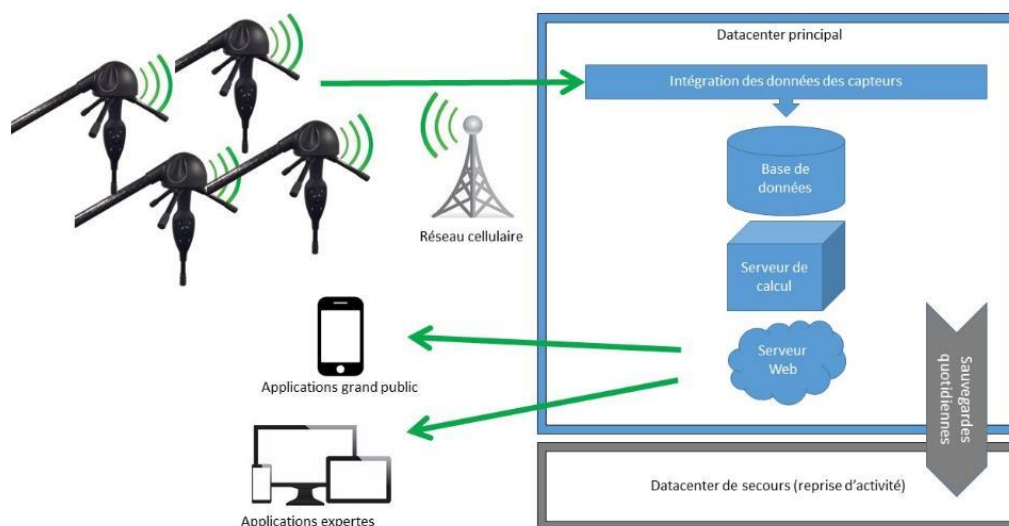 Datacenter principal
Intégration des données des capteurs
Base de
données
Réseau cellulaire
Serveur de
calcul
Serveur
Web
Applications grand public
Sauvegardes
quotidiennes
Datacenter de secours (reprise d'activité)
Applications expertes